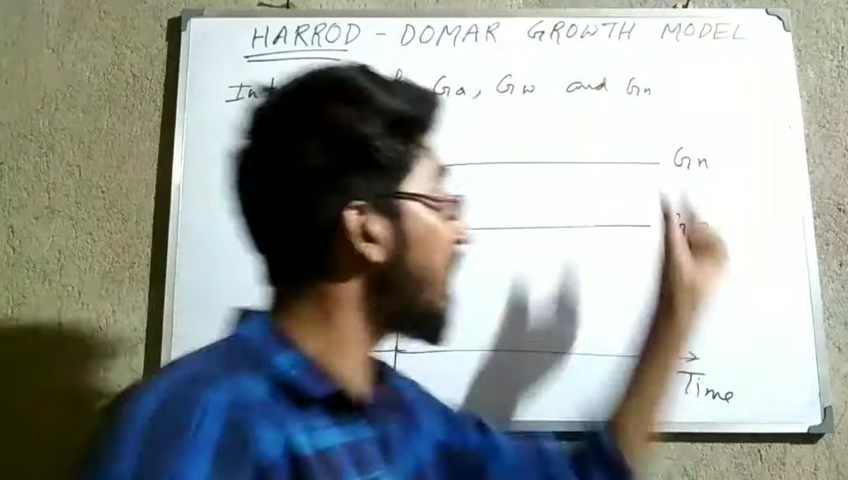 HARROD - DOMAR GROWTH MODEL
Ga, Gw and Gn
Gn
Time